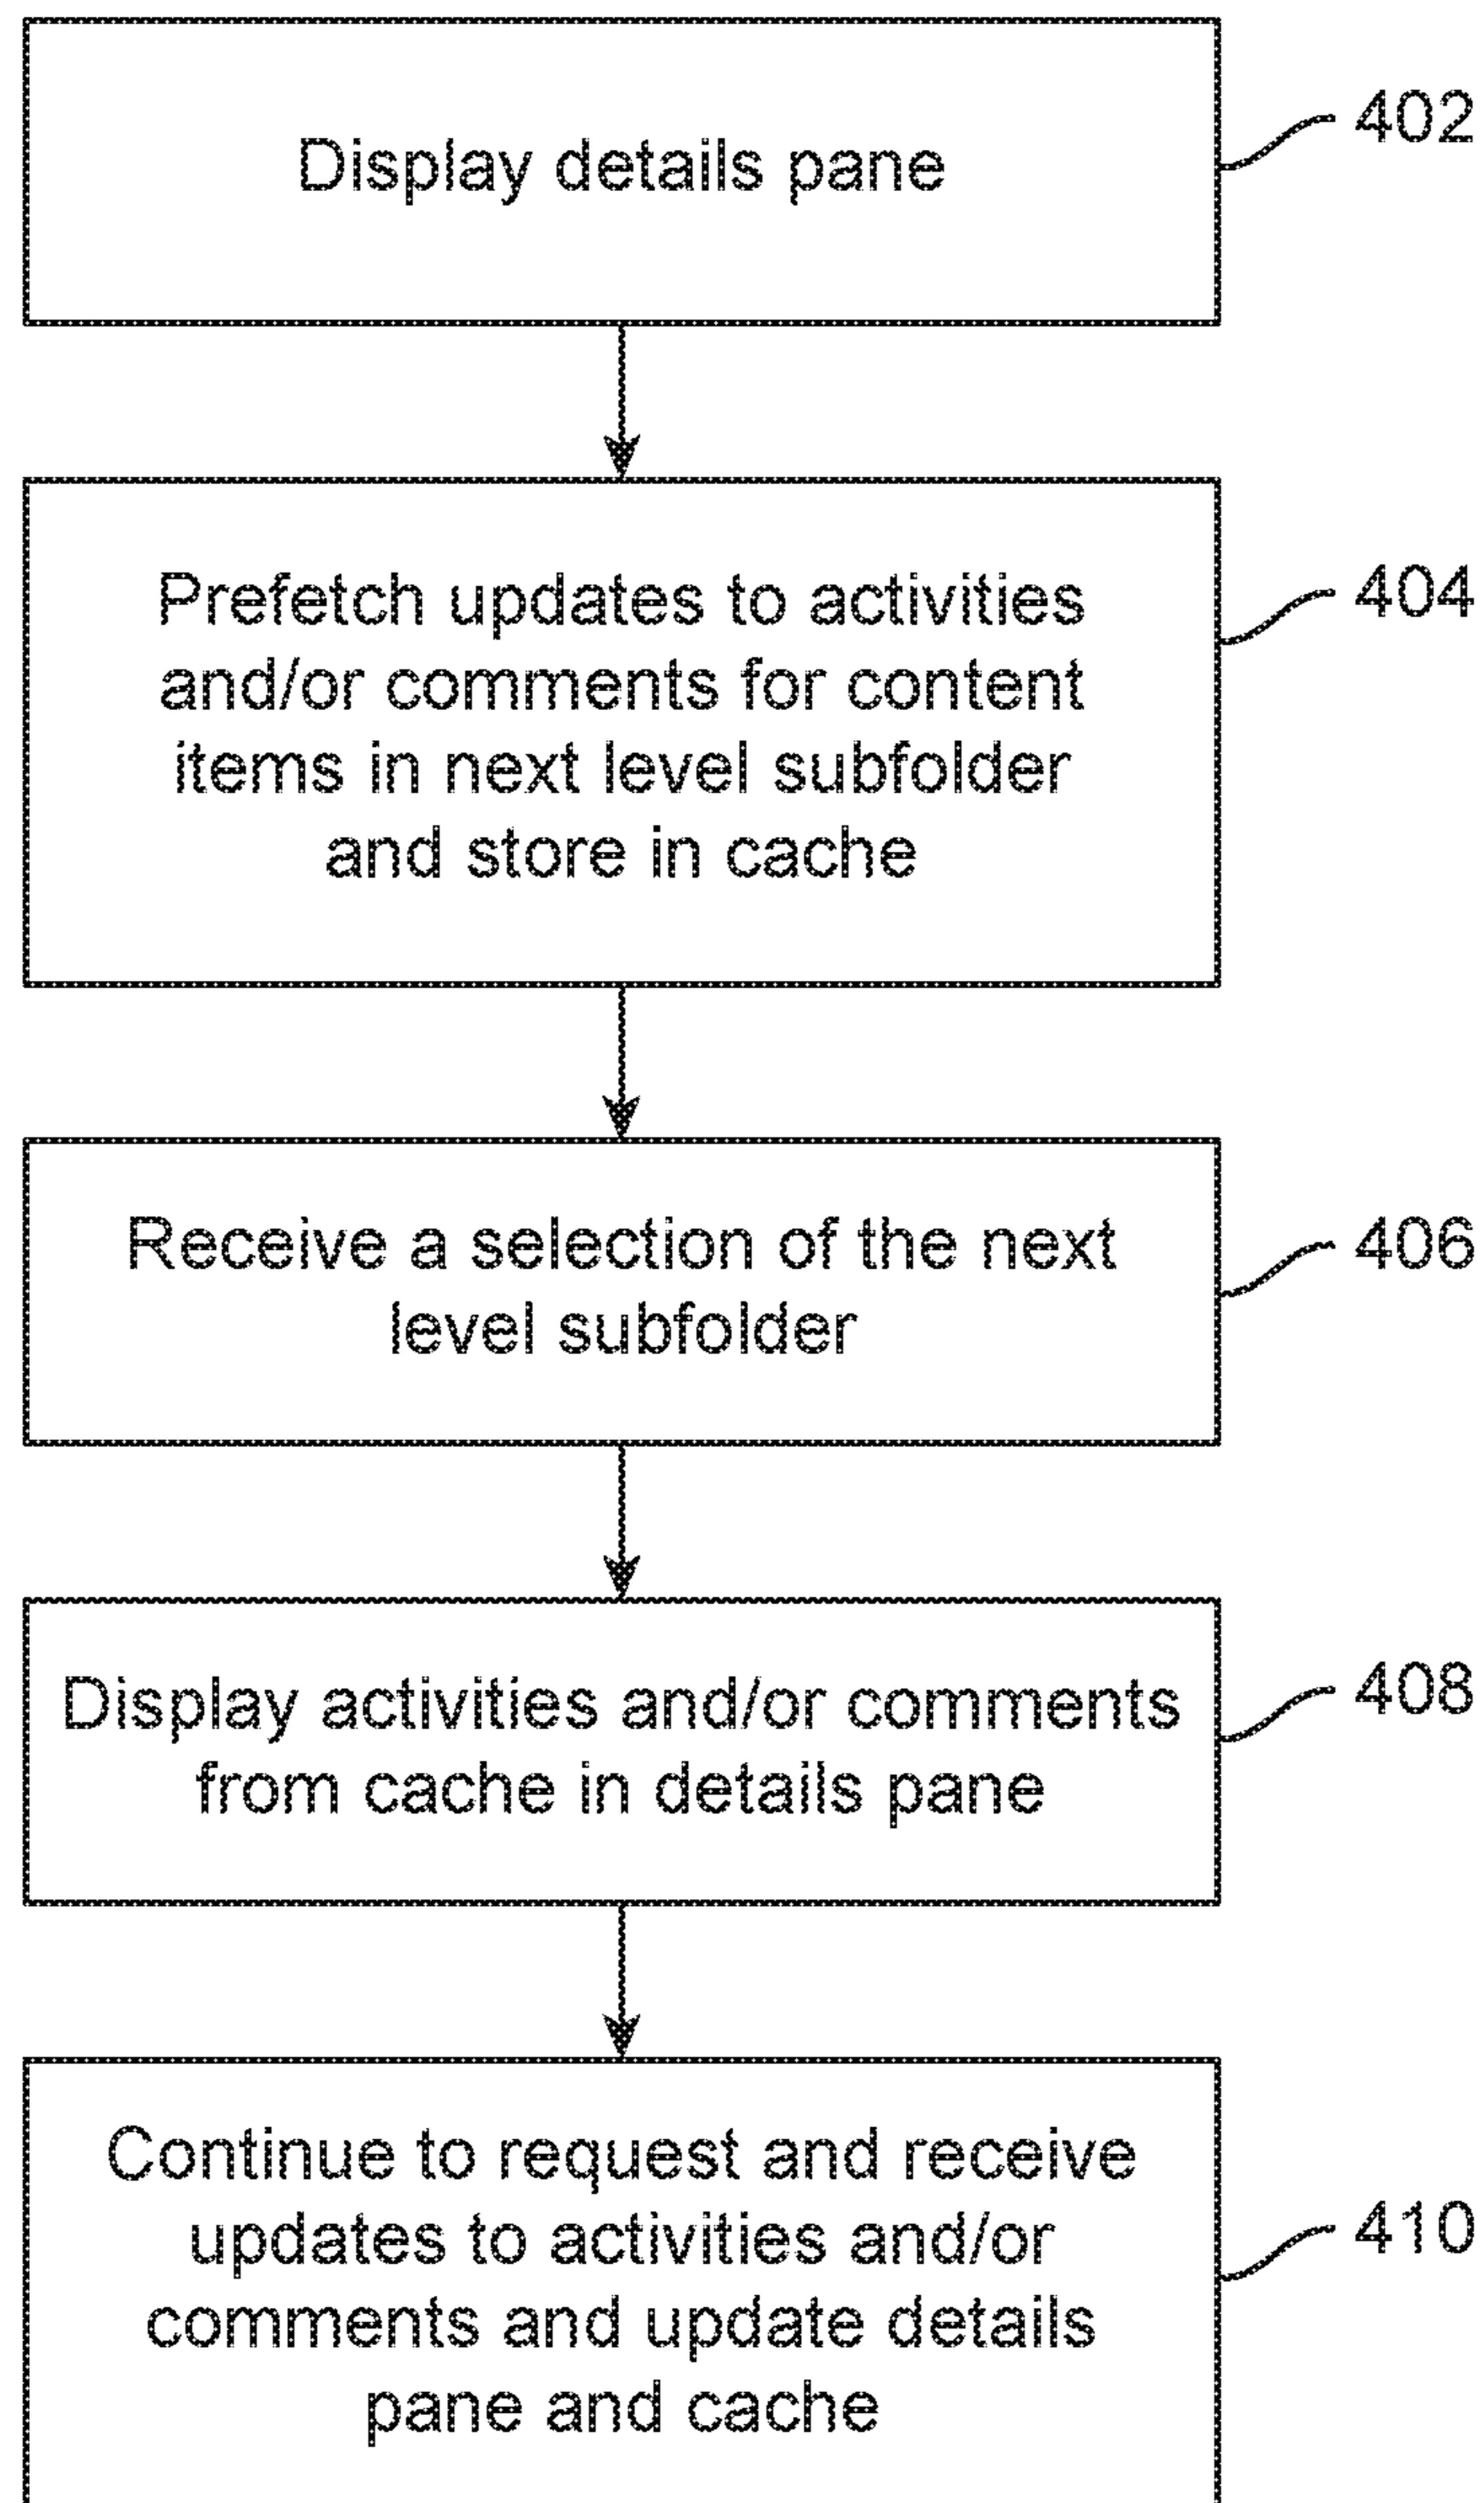 Display details pane
402
Prefetch updates to activities
and/or comments for content
items in next level subfolder
and store in cache
404
Receive a selection of the next
level subfolder
406
Display activities and/or comments
from cache in details pane
408
Continue to request and receive
updates to activities and/or
comments and update details
pane and cache
410